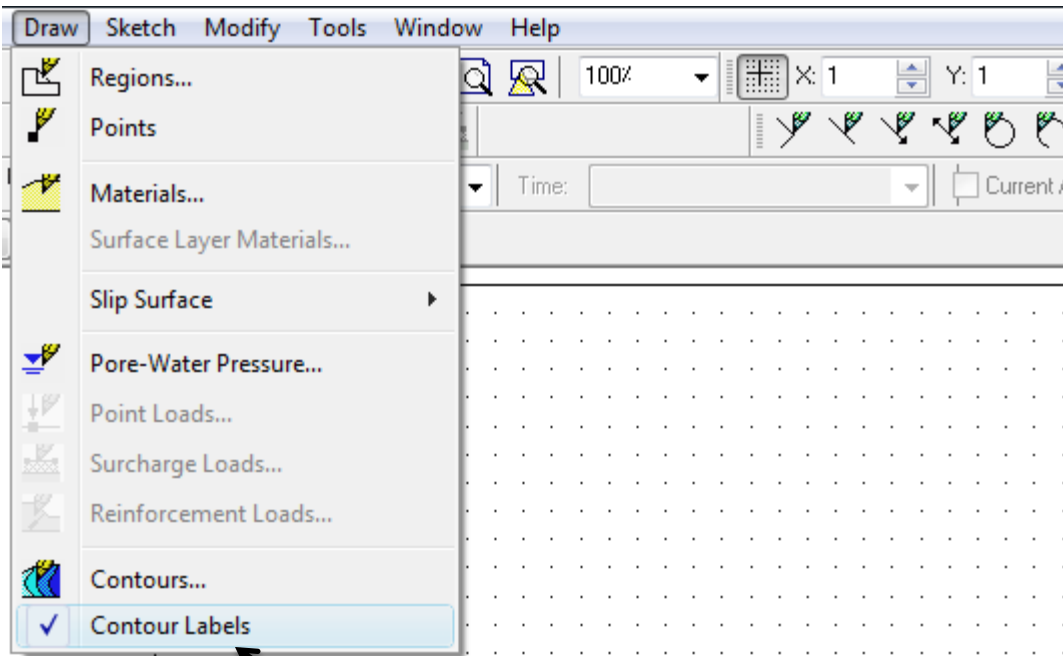 Draw Sketch Modify Tools Window Help
Regions...
100% X: 1 Y: 1
Points
Materials...
Time: Current
Surface Layer Materials...
Slip Surface
Pore-Water Pressure...
Point Loads...
Surcharge Loads...
Reinforcement Loads...
Contours...
Contour Labels